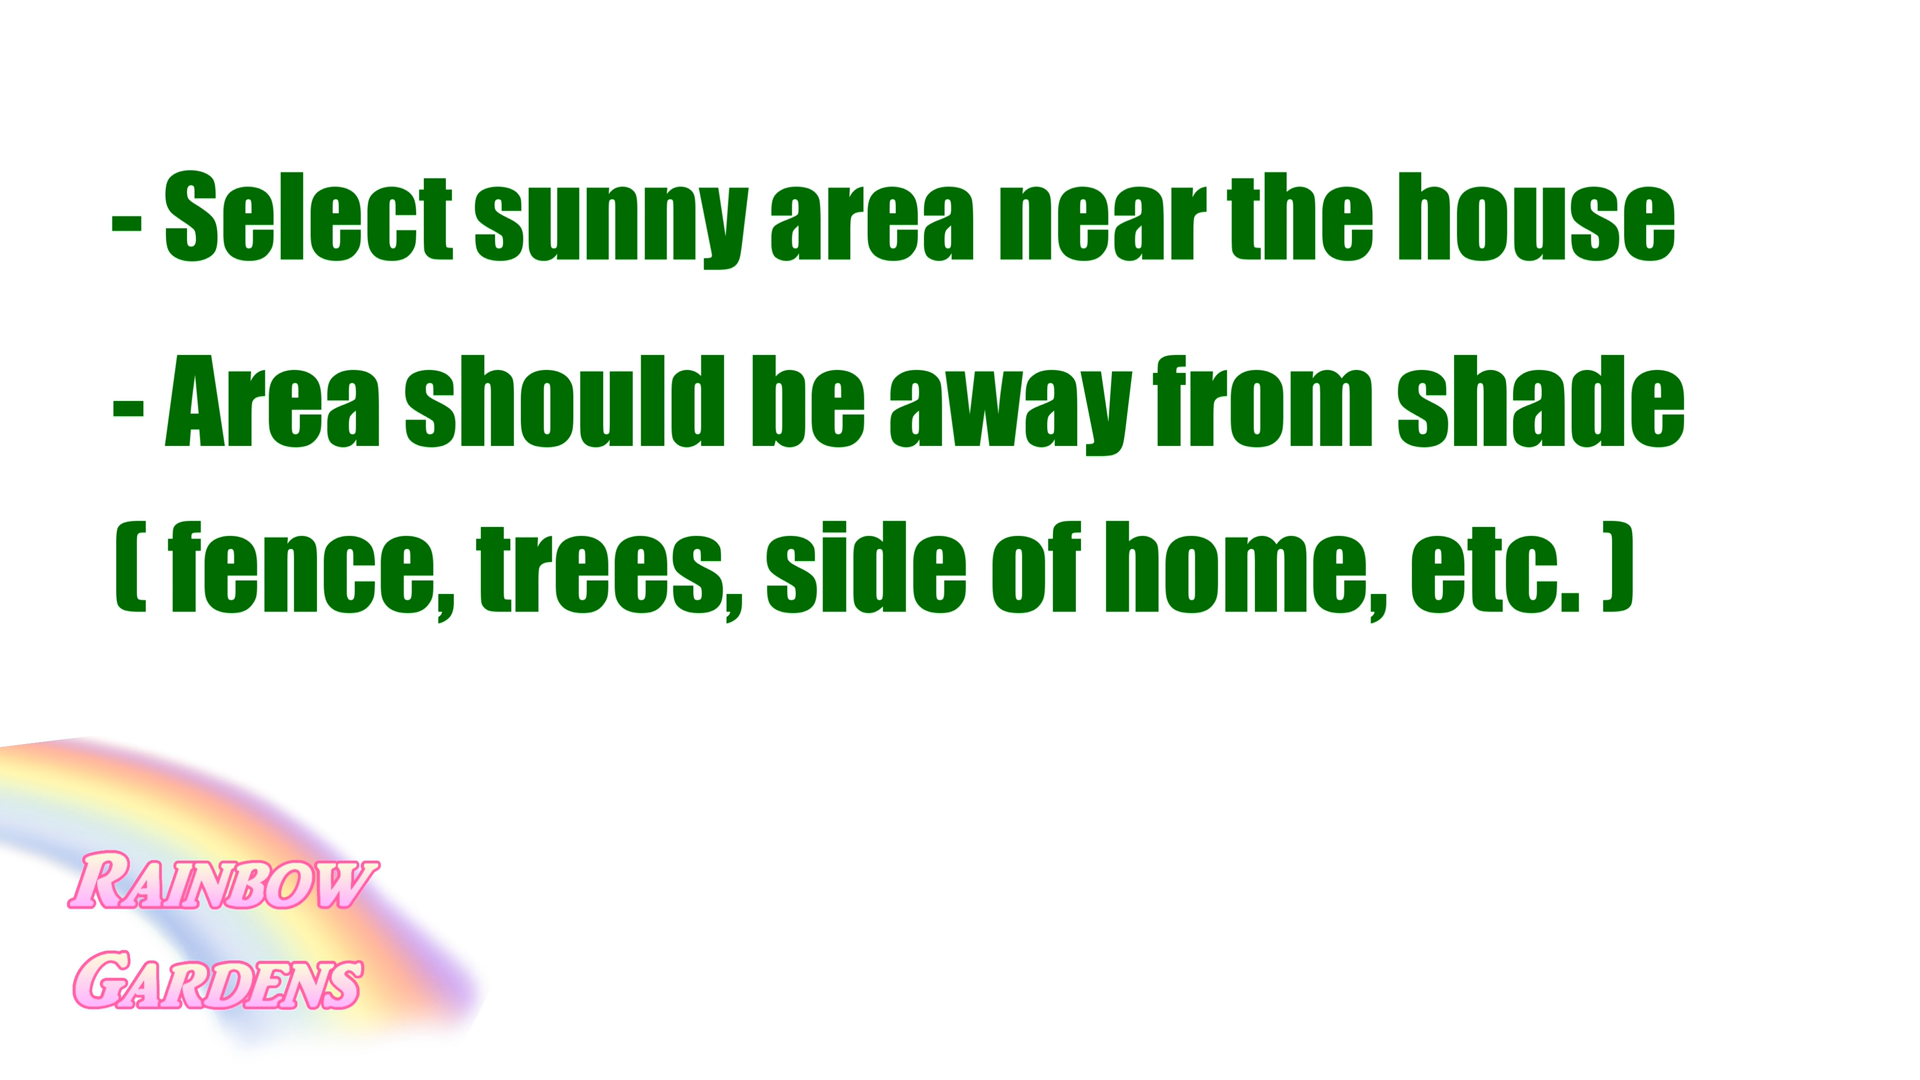 - Select sunny area near the house
- Area should be away from shade
( fence, trees, side of home, etc. )
Rainbow
Gardens